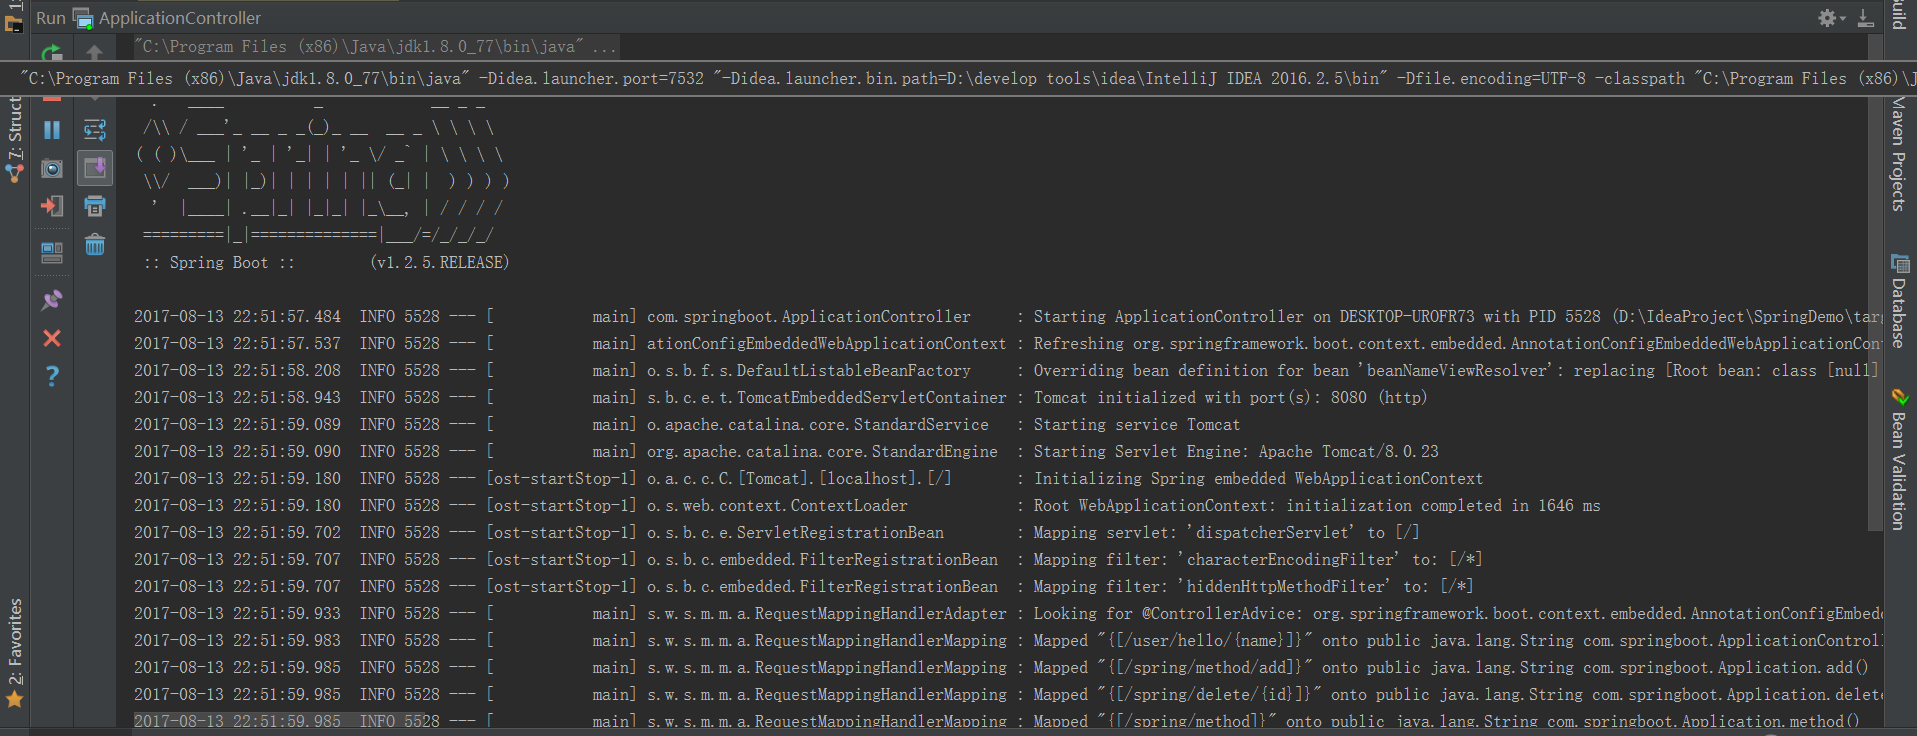 Run ApplicationController
"C:\Program Files (x86)\Java\jdk1.8.0_77\bin\java" ...
"C:\Program Files (x86)\Java\jdk1.8.0_77\bin\java" -Didea.launcher.port=7532 "-Didea.launcher.bin.path=D:\develop tools\idea\IntelliJ IDEA 2016.2.5\bin" -Dfile.encoding=UTF-8 -classpath "C:\Program Files (x86)\J
:: Spring Boot ::        (v1.2.5.RELEASE)
2017-08-13 22:51:57.484  INFO 5528 --- [           main] com.springboot.ApplicationController     : Starting ApplicationController on DESKTOP-UROFR73 with PID 5528 (D:\IdeaProject\SpringDemo\targ
2017-08-13 22:51:57.537  INFO 5528 --- [           main] ationConfigEmbeddedWebApplicationContext : Refreshing org.springframework.boot.context.embedded.AnnotationConfigEmbeddedWebApplicationCon
2017-08-13 22:51:58.208  INFO 5528 --- [           main] o.s.b.f.s.DefaultListableBeanFactory     : Overriding bean definition for bean 'beanNameViewResolver': replacing [Root bean: class [null]
2017-08-13 22:51:58.943  INFO 5528 --- [           main] s.b.c.e.t.TomcatEmbeddedServletContainer : Tomcat initialized with port(s): 8080 (http)
2017-08-13 22:51:59.089  INFO 5528 --- [           main] o.apache.catalina.core.StandardService   : Starting service Tomcat
2017-08-13 22:51:59.090  INFO 5528 --- [           main] org.apache.catalina.core.StandardEngine  : Starting Servlet Engine: Apache Tomcat/8.0.23
2017-08-13 22:51:59.180  INFO 5528 --- [ost-startStop-1] o.a.c.c.C.[Tomcat].[localhost].[/]       : Initializing Spring embedded WebApplicationContext
2017-08-13 22:51:59.180  INFO 5528 --- [ost-startStop-1] o.s.web.context.ContextLoader            : Root WebApplicationContext: initialization completed in 1646 ms
2017-08-13 22:51:59.702  INFO 5528 --- [ost-startStop-1] o.s.b.c.e.ServletRegistrationBean        : Mapping servlet: 'dispatcherServlet' to [/]
2017-08-13 22:51:59.707  INFO 5528 --- [ost-startStop-1] o.s.b.c.embedded.FilterRegistrationBean  : Mapping filter: 'characterEncodingFilter' to: [/*]
2017-08-13 22:51:59.707  INFO 5528 --- [ost-startStop-1] o.s.b.c.embedded.FilterRegistrationBean  : Mapping filter: 'hiddenHttpMethodFilter' to: [/*]
2017-08-13 22:51:59.933  INFO 5528 --- [           main] s.w.s.m.m.a.RequestMappingHandlerAdapter : Looking for @ControllerAdvice: org.springframework.boot.context.embedded.AnnotationConfigEmbedd
2017-08-13 22:51:59.983  INFO 5528 --- [           main] s.w.s.m.m.a.RequestMappingHandlerMapping : Mapped "{[/user/hello/{name}]}" onto public java.lang.String com.springboot.ApplicationControll
2017-08-13 22:51:59.985  INFO 5528 --- [           main] s.w.s.m.m.a.RequestMappingHandlerMapping : Mapped "{[/spring/method/add]}" onto public java.lang.String com.springboot.Application.add()
2017-08-13 22:51:59.985  INFO 5528 --- [           main] s.w.s.m.m.a.RequestMappingHandlerMapping : Mapped "{[/spring/delete/{id}]}" onto public java.lang.String com.springboot.Application.delete
2017-08-13 22:51:59.985  INFO 5528 --- [           main] s.w.s.m.m.a.RequestMappingHandlerMapping : Mapped "{[/spring/method]}" onto public java.lang.String com.springboot.Application.method()
7: Struct
2: Favorites
Build
Maven Projects
Database
Bean Validation